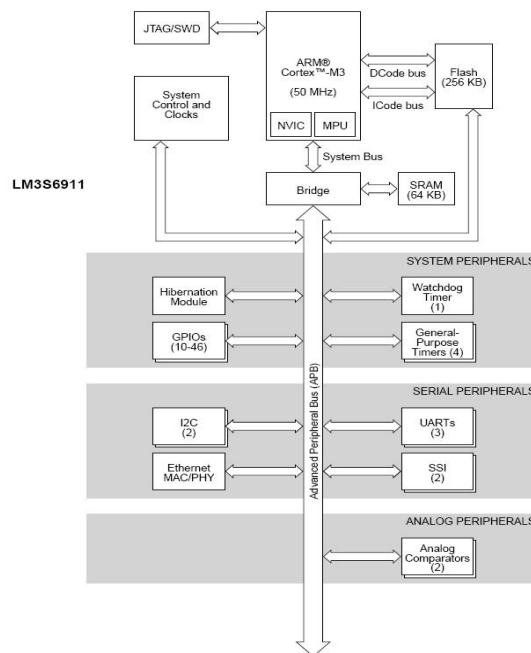 JTAG/SWD
ARM®
Cortex™-M3
(50 MHz)
NVIC
MPU
DCode bus
ICode bus
Flash
(256 KB)
System
Control and
Clocks
System Bus
LM3S6911
Bridge
SRAM
(64 KB)
SYSTEM PERIPHERALS
Hibernation
Module
Watchdog
Timer
(1)
GPIOs
(10-46)
General-
Purpose
Timers (4)
Advanced Peripheral Bus (APB)
SERIAL PERIPHERALS
I2C
(2)
UARTs
(3)
Ethernet
MAC/PHY
SSI
(2)
ANALOG PERIPHERALS
Analog
Comparators
(2)